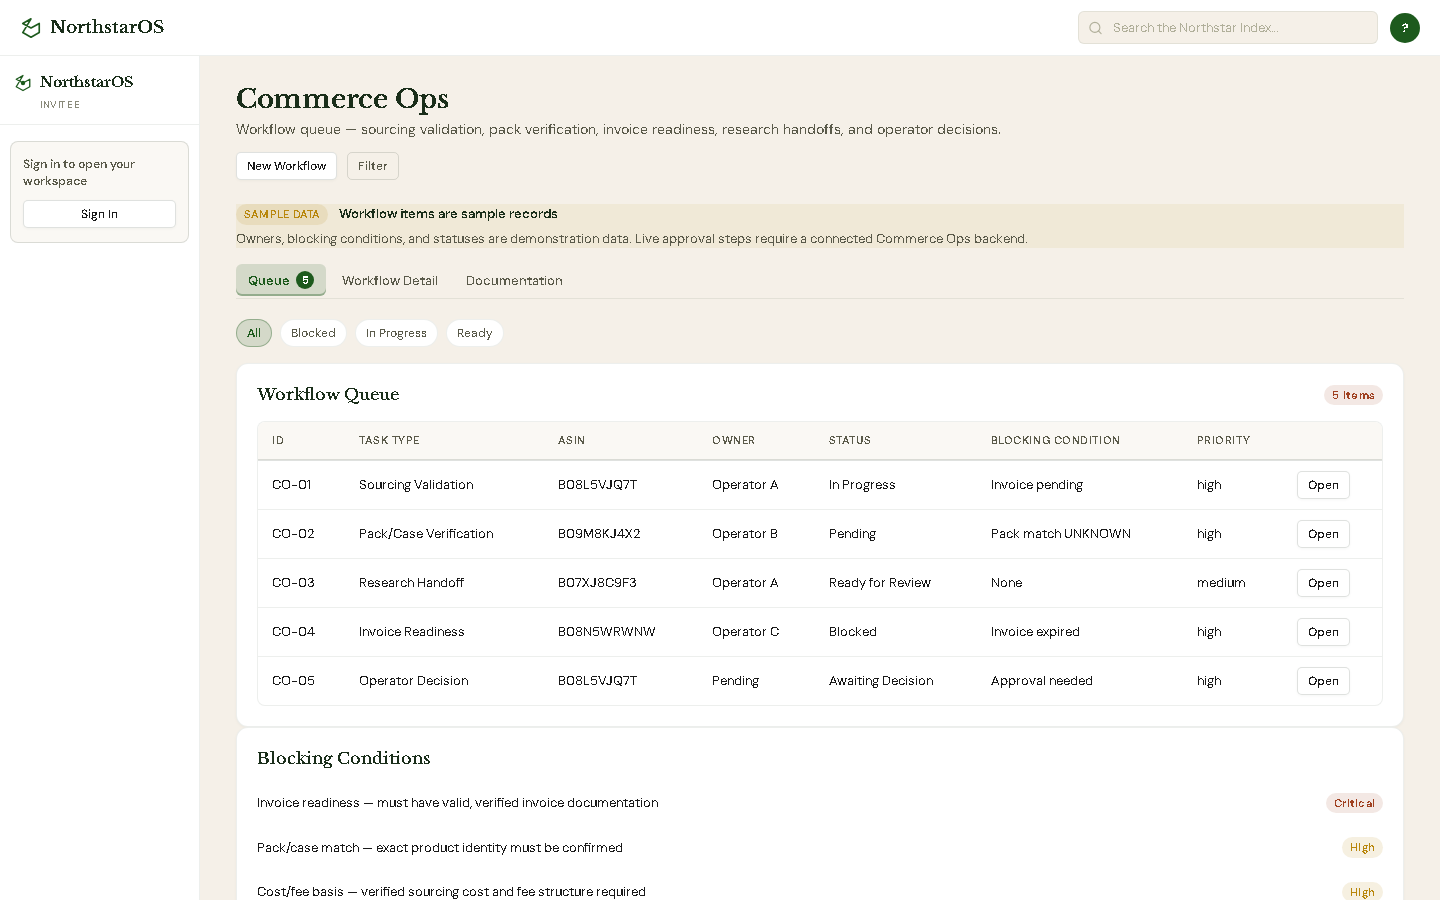 NorthstarOS
Search the Northstar Index...
?
NorthstarOS
INVITEE
Sign in to open your
workspace
Sign In
Commerce Ops
Workflow queue — sourcing validation, pack verification, invoice readiness, research handoffs, and operator decisions.
New Workflow
Filter
SAMPLE DATA Workflow items are sample records
Owners, blocking conditions, and statuses are demonstration data. Live approval steps require a connected Commerce Ops backend.
Queue 5 Workflow Detail Documentation
All Blocked In Progress Ready
Workflow Queue
5 items
ID TASK TYPE ASIN OWNER STATUS BLOCKING CONDITION PRIORITY
CO-01 Sourcing Validation B08L5VJQ7T Operator A In Progress Invoice pending high Open
CO-02 Pack/Case Verification B09M8KJ4X2 Operator B Pending Pack match UNKNOWN high Open
CO-03 Research Handoff B07XJ8C9F3 Operator A Ready for Review None medium Open
CO-04 Invoice Readiness B08N5WRWNW Operator C Blocked Invoice expired high Open
CO-05 Operator Decision B08L5VJQ7T Pending Awaiting Decision Approval needed high Open
Blocking Conditions
Invoice readiness — must have valid, verified invoice documentation Critical
Pack/case match — exact product identity must be confirmed High
Cost/fee basis — verified sourcing cost and fee structure required High